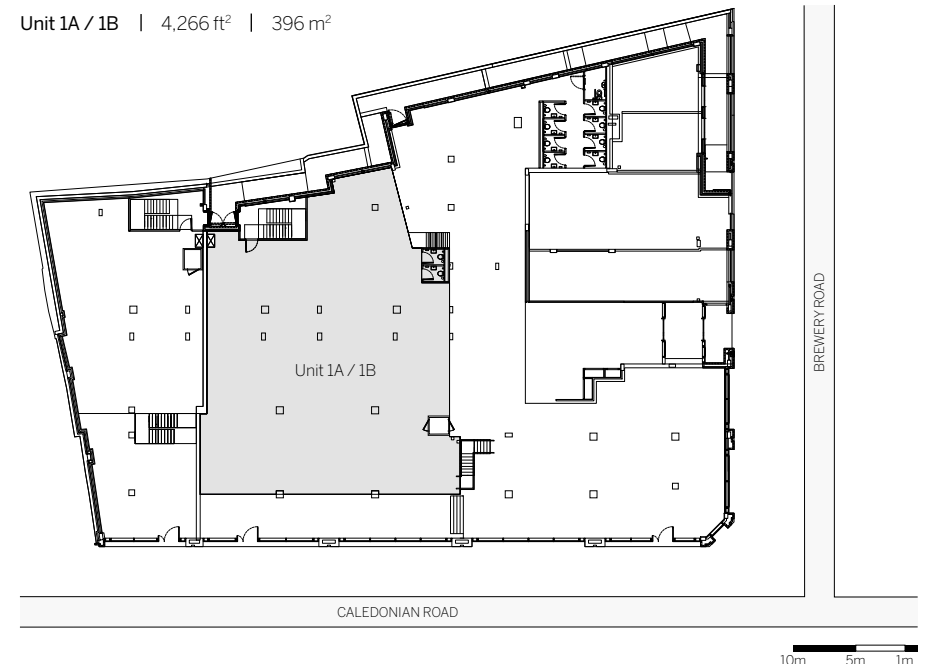 Unit 1A / 1B | 4,266 ft² | 396 m²
Unit 1A / 1B
BREWERY ROAD
CALEDONIAN ROAD
10m 5m 1m